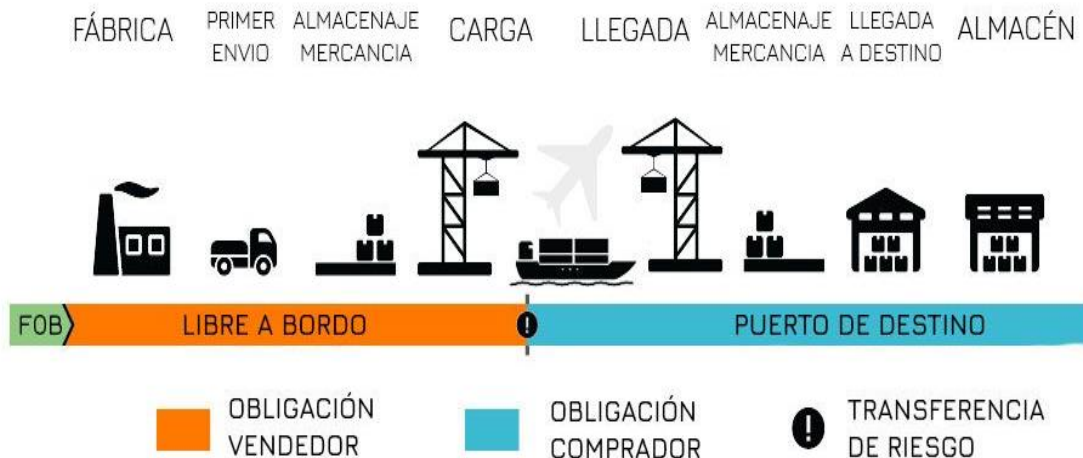 FÁBRICA
PRIMER
ENVIO
ALMACENAJE
MERCANCIA
CARGA
LLEGADA
ALMACENAJE
MERCANCIA
LLEGADA
A DESTINO
ALMACÉN
FOB
LIBRE A BORDO
!
PUERTO DE DESTINO
OBLIGACIÓN
VENDEDOR
OBLIGACIÓN
COMPRADOR
!
TRANSFERENCIA
DE RIESGO